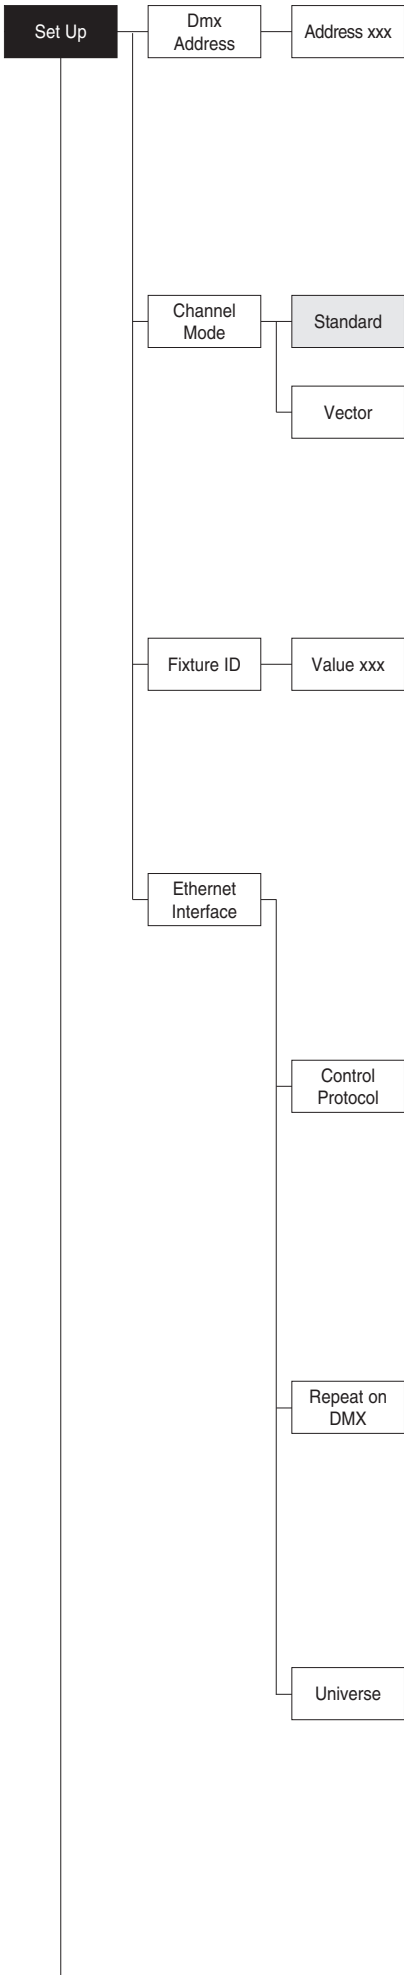 Set Up
Dmx
Address
Address xxx
Channel
Mode
Standard
Vector
Fixture ID
Value xxx
Ethernet
Interface
Control
Protocol
Repeat on
DMX
Universe